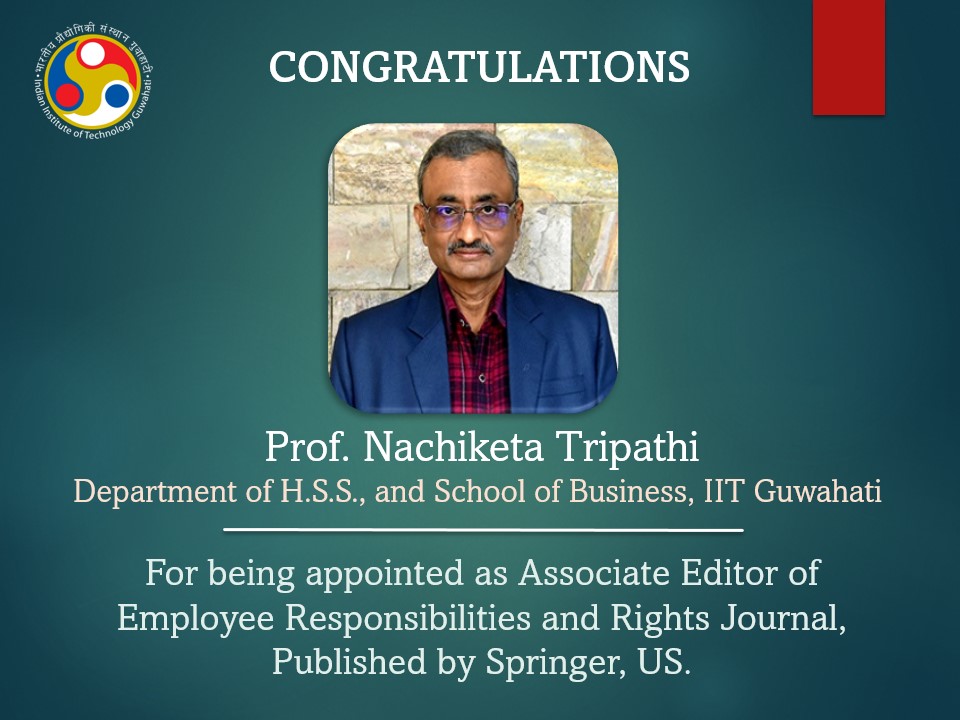 भारतीय प्रौद्योगिकी संस्थान गुवाहाटी
Indian Institute of Technology Guwahati
CONGRATULATIONS
Prof. Nachiketa Tripathi
Department of H.S.S., and School of Business, IIT Guwahati
For being appointed as Associate Editor of
Employee Responsibilities and Rights Journal,
Published by Springer, US.